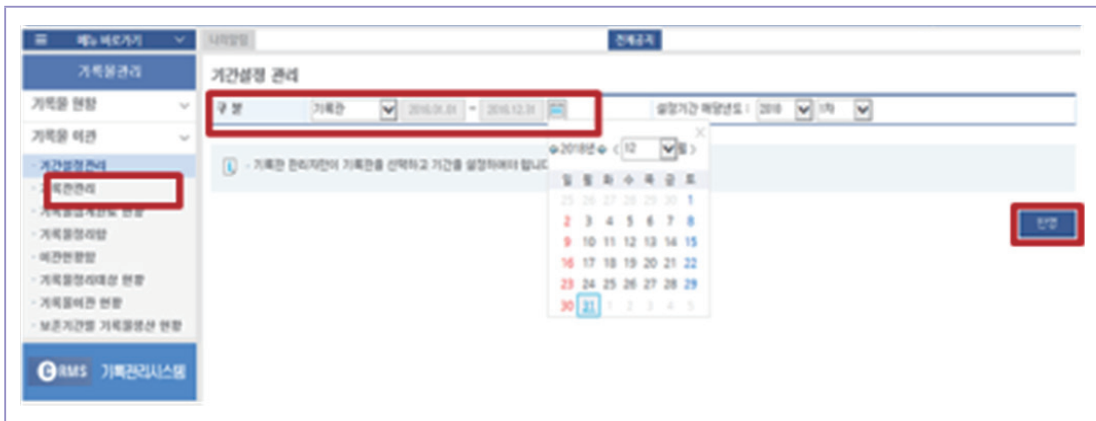 메뉴 바로가기
나의알림
전체공지
기록물관리
기간설정 관리
기록물 현황
구 분 기록관 2016.01.01 ~ 2016.12.31
설정기간 해당년도 : 2018 1차
기록물 이관
· 기간설정관리
· 기록관 관리자만이 기록관을 선택하고 기간을 설정하여야 합니다
2018년 12 월
일 월 화 수 목 금 토
25 26 27 28 29 30 1
2 3 4 5 6 7 8
9 10 11 12 13 14 15
16 17 18 19 20 21 22
23 24 25 26 27 28 29
30 31 1 2 3 4 5
반영
· 기록관관리
· 기록물정리함
· 이관현황함
· 기록물정리대상 현황
· 기록물이관 현황
· 보존기간별 기록물생산 현황
C RMS 기록관리시스템